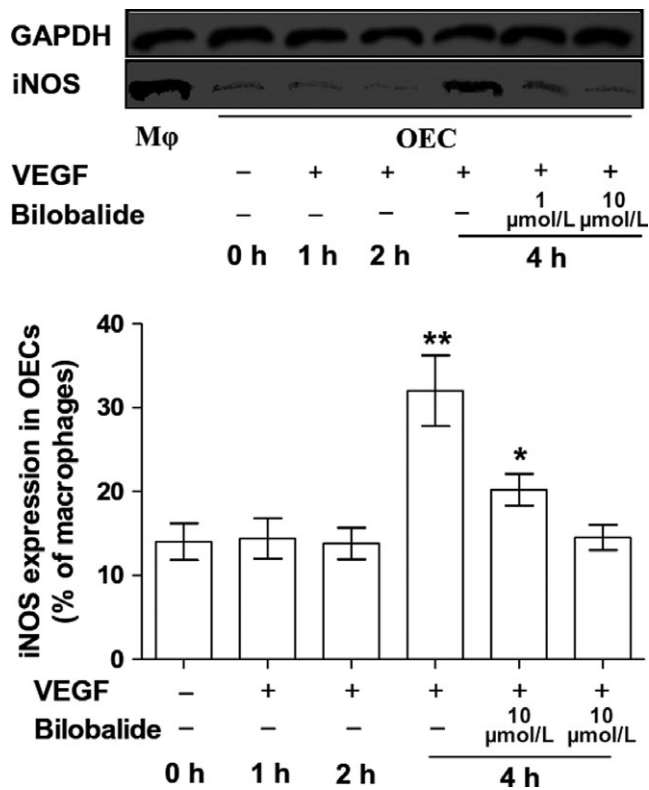 GAPDH
iNOS
Mφ OEC
VEGF – + + + + +
Bilobalide – – – – 1 µmol/L 10 µmol/L
0 h 1 h 2 h 4 h
iNOS expression in OECs
(% of macrophages)
40
30
20
10
0
**
*
VEGF – + + + + +
Bilobalide – – – – 10 µmol/L 10 µmol/L
0 h 1 h 2 h 4 h